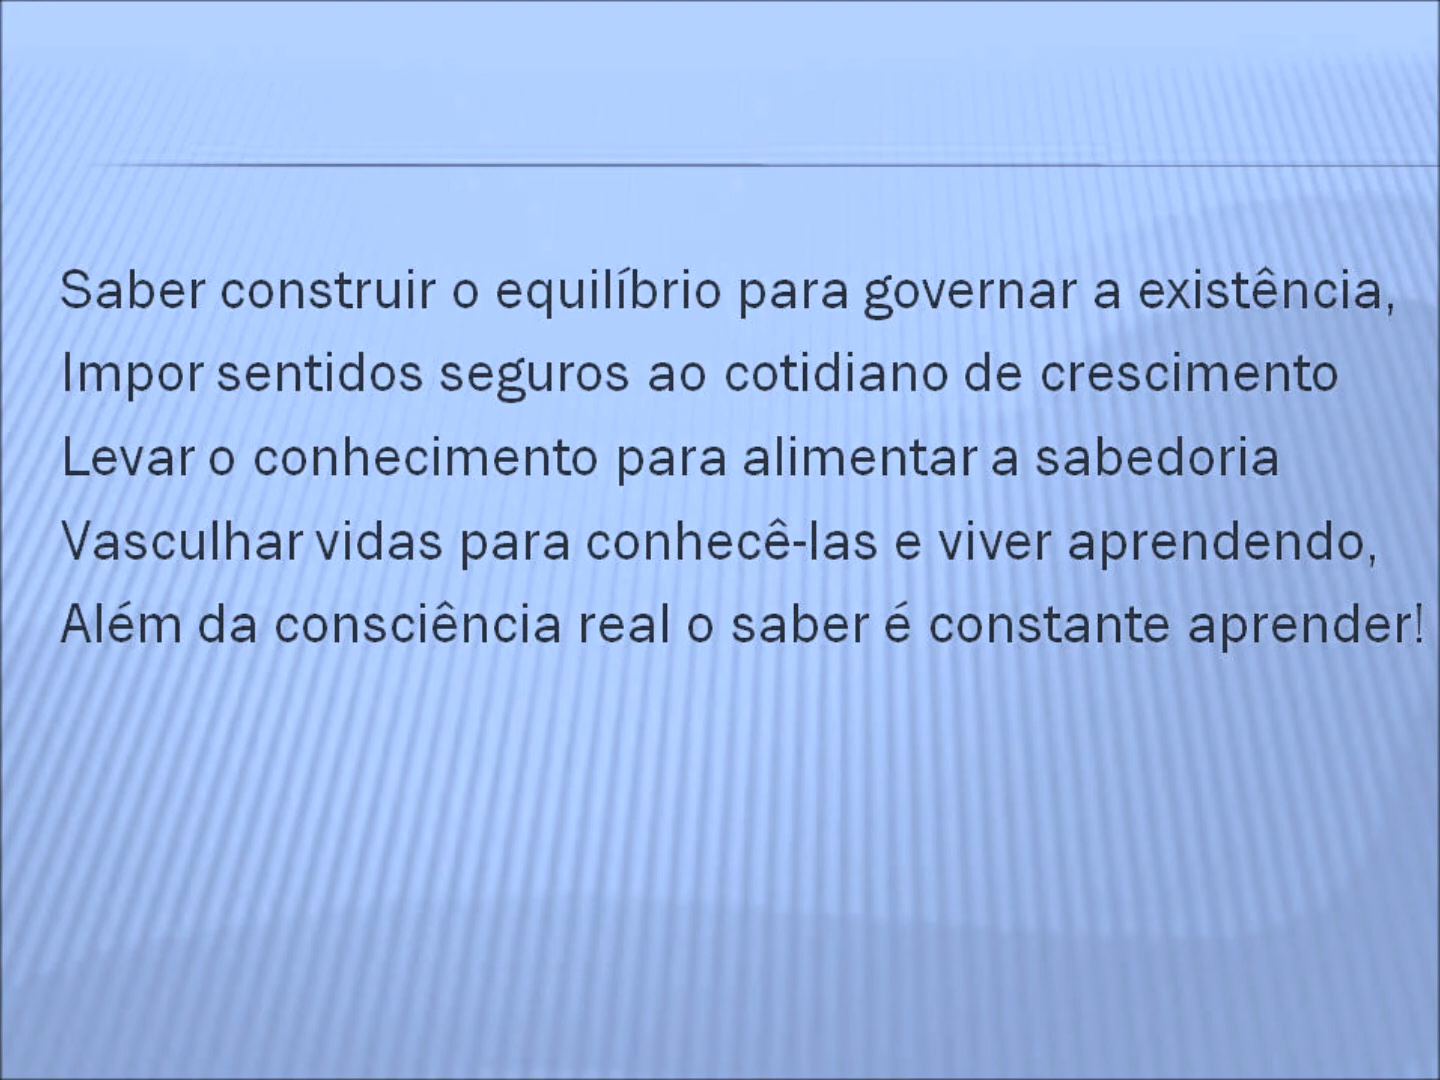 Saber construir o equilíbrio para governar a existência,
Impor sentidos seguros ao cotidiano de crescimento
Levar o conhecimento para alimentar a sabedoria
Vasculhar vidas para conhecê-las e viver aprendendo,
Além da consciência real o saber é constante aprender!